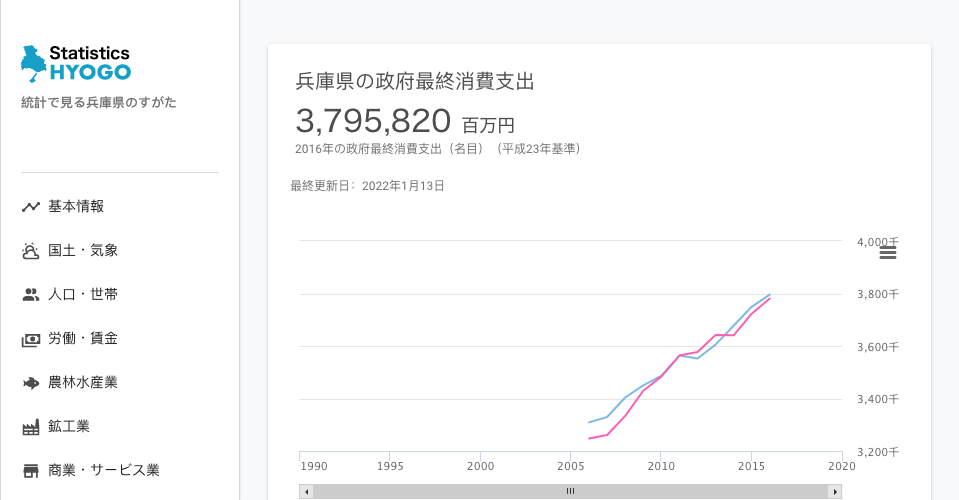 Statistics
HYOGO
統計で見る兵庫県のすがた
基本情報
国土・気象
人口・世帯
労働・賃金
農林水産業
鉱工業
商業・サービス業
兵庫県の政府最終消費支出
3,795,820 百万円
2016年の政府最終消費支出（名目）（平成23年基準）
最終更新日：2022年1月13日
4,000千
3,800千
3,600千
3,400千
3,200千
1990 1995 2000 2005 2010 2015 2020